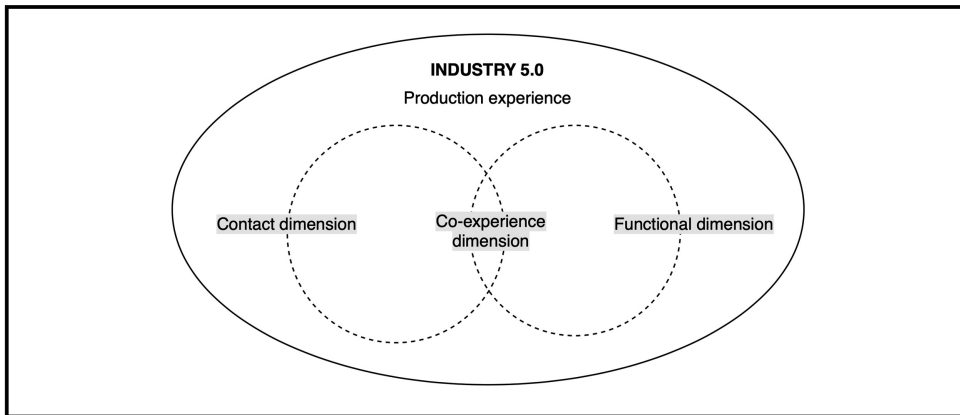 INDUSTRY 5.0
Production experience
Contact dimension
Co-experience
dimension
Functional dimension